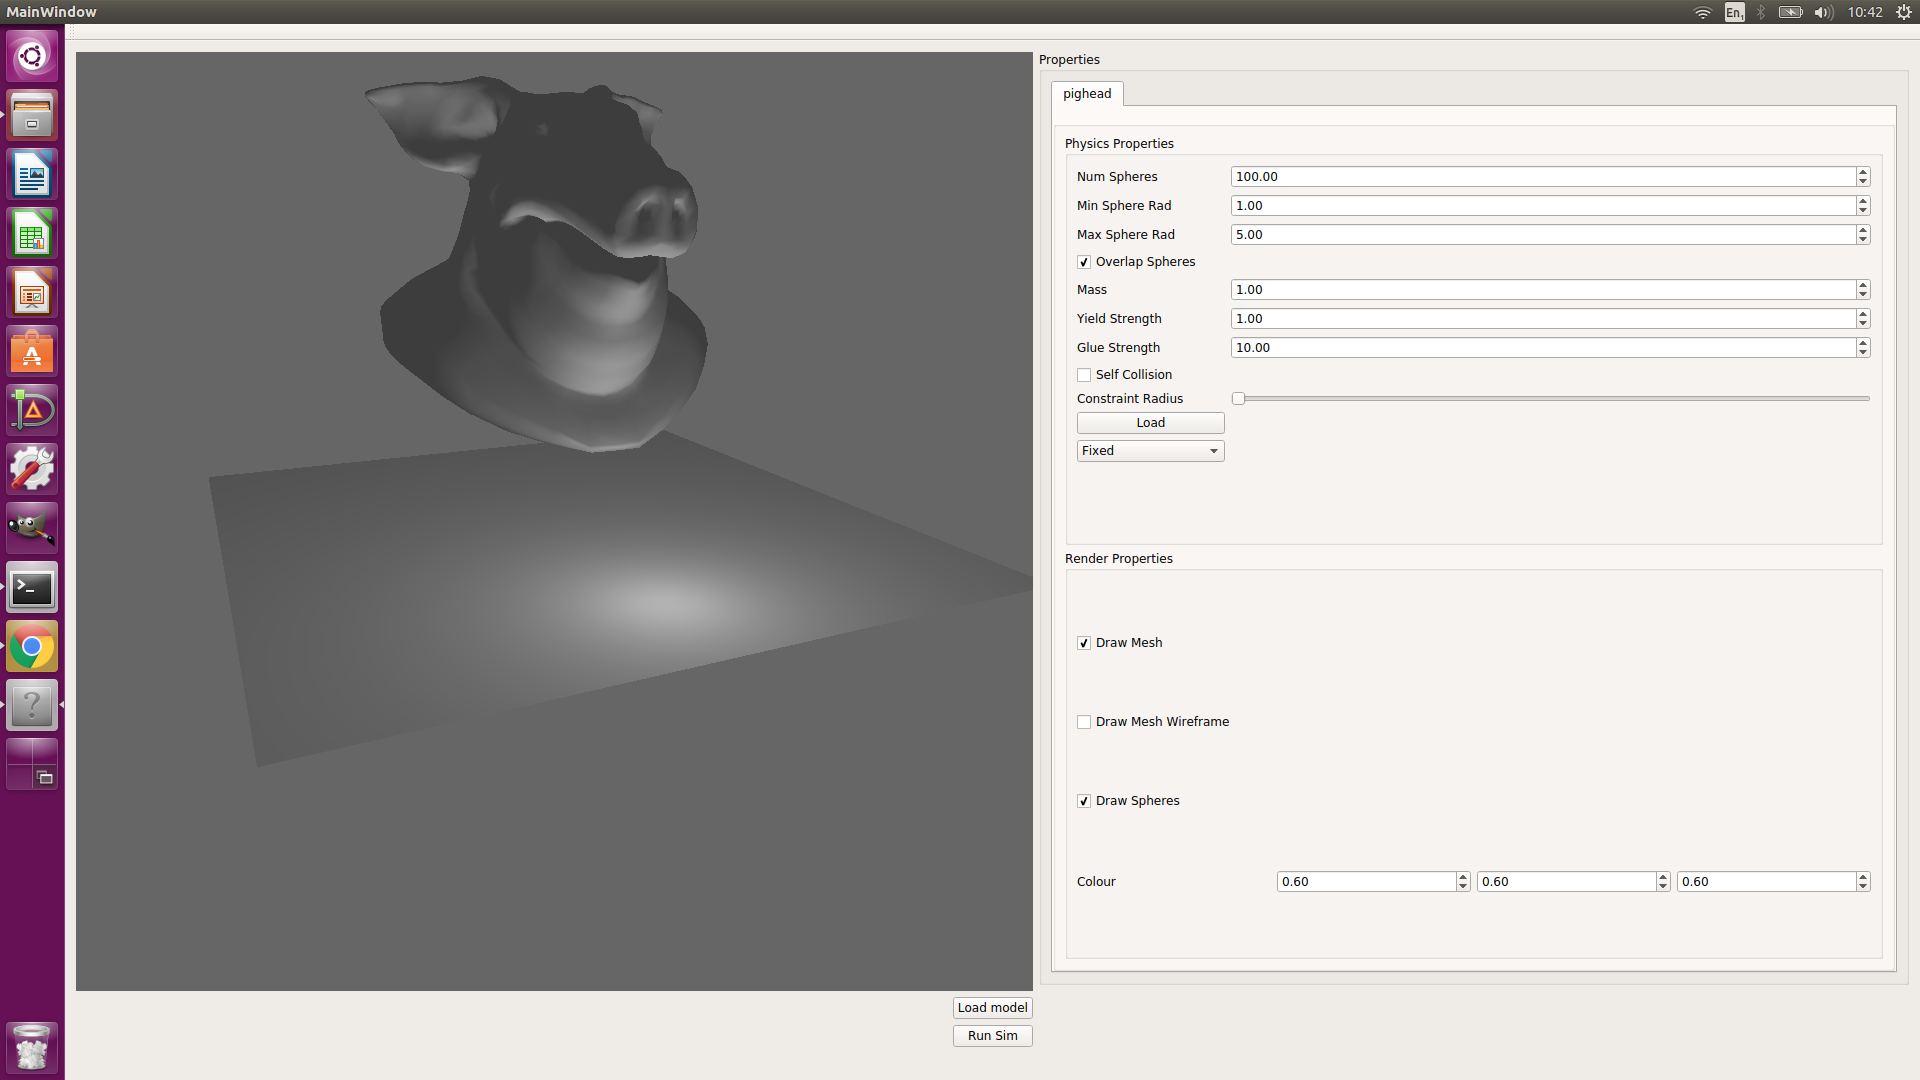 MainWindow
En1 10:42
Properties
pighead
Physics Properties
Num Spheres 100.00
Min Sphere Rad 1.00
Max Sphere Rad 5.00
Overlap Spheres
Mass 1.00
Yield Strength 1.00
Glue Strength 10.00
Self Collision
Constraint Radius
Load
Fixed
Render Properties
Draw Mesh
Draw Mesh Wireframe
Draw Spheres
Colour 0.60 0.60 0.60
Load model
Run Sim